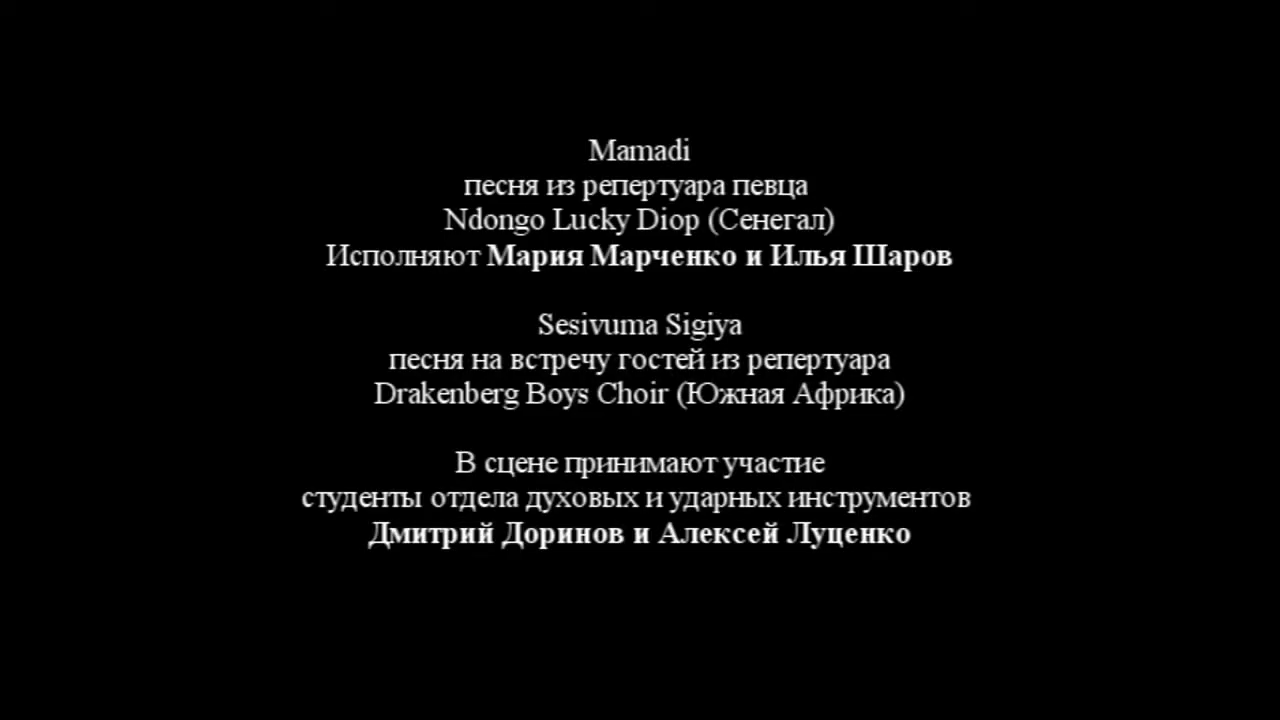 Mamadi
песня из репертуара певца
Ndongo Lucky Diop (Сенегал)
Исполняют Мария Марченко и Илья Шаров
Sesivuma Sigiya
песня на встречу гостей из репертуара
Drakenberg Boys Choir (Южная Африка)
В сцене принимают участие
студенты отдела духовых и ударных инструментов
Дмитрий Доринов и Алексей Луценко